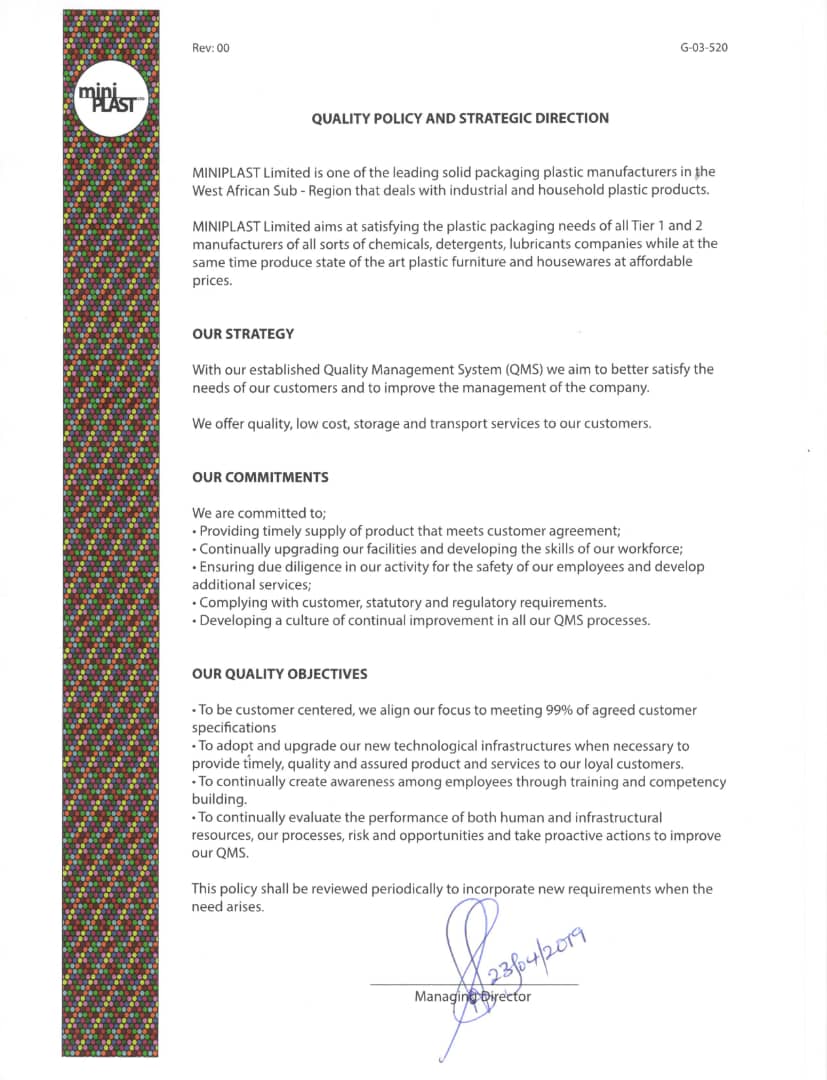 Rev: 00
G-03-520
mini
PLAST
QUALITY POLICY AND STRATEGIC DIRECTION
MINIPLAST Limited is one of the leading solid packaging plastic manufacturers in the
West African Sub - Region that deals with industrial and household plastic products.
MINIPLAST Limited aims at satisfying the plastic packaging needs of all Tier 1 and 2
manufacturers of all sorts of chemicals, detergents, lubricants companies while at the
same time produce state of the art plastic furniture and housewares at affordable
prices.
OUR STRATEGY
With our established Quality Management System (QMS) we aim to better satisfy the
needs of our customers and to improve the management of the company.
We offer quality, low cost, storage and transport services to our customers.
OUR COMMITMENTS
We are committed to;
• Providing timely supply of product that meets customer agreement;
• Continually upgrading our facilities and developing the skills of our workforce;
• Ensuring due diligence in our activity for the safety of our employees and develop
additional services;
• Complying with customer, statutory and regulatory requirements.
• Developing a culture of continual improvement in all our QMS processes.
OUR QUALITY OBJECTIVES
• To be customer centered, we align our focus to meeting 99% of agreed customer
specifications
• To adopt and upgrade our new technological infrastructures when necessary to
provide timely, quality and assured product and services to our loyal customers.
• To continually create awareness among employees through training and competency
building.
• To continually evaluate the performance of both human and infrastructural
resources, our processes, risk and opportunities and take proactive actions to improve
our QMS.
This policy shall be reviewed periodically to incorporate new requirements when the
need arises.
23/04/2019
Managing Director